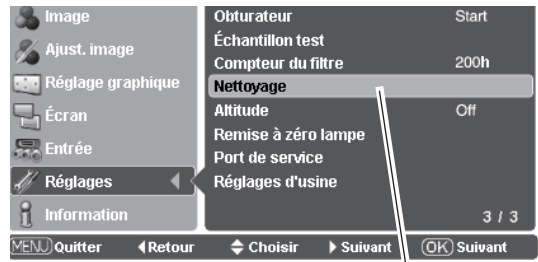 Image
Ajust. image
Réglage graphique
Écran
Entrée
Réglages
Information
Obturateur Start
Échantillon test
Compteur du filtre 200h
Nettoyage
Altitude Off
Remise à zéro lampe
Port de service
Réglages d'usine
3 / 3
MENU Quitter Retour Choisir Suivant OK Suivant